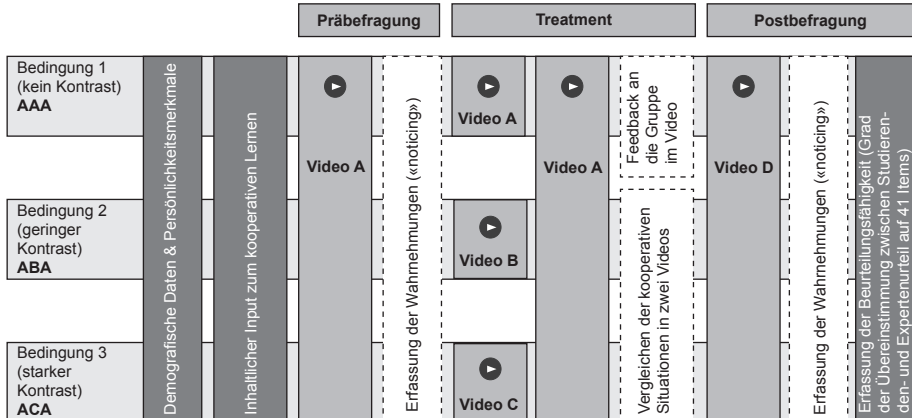 Präbefragung
Treatment
Postbefragung
Bedingung 1
(kein Kontrast)
AAA
Bedingung 2
(geringer
Kontrast)
ABA
Bedingung 3
(starker
Kontrast)
ACA
Demografische Daten & Persönlichkeitsmerkmale
Inhaltlicher Input zum kooperativen Lernen
Video A
Erfassung der Wahrnehmungen («noticing»)
Video A
Video B
Video C
Video A
Feedback an
die Gruppe
im Video
Vergleichen der kooperativen
Situationen in zwei Videos
Video D
Erfassung der Wahrnehmungen («noticing»)
Erfassung der Beurteilungsfähigkeit (Grad
der Übereinstimmung zwischen Studieren-
den- und Expertenurteil auf 41 Items)